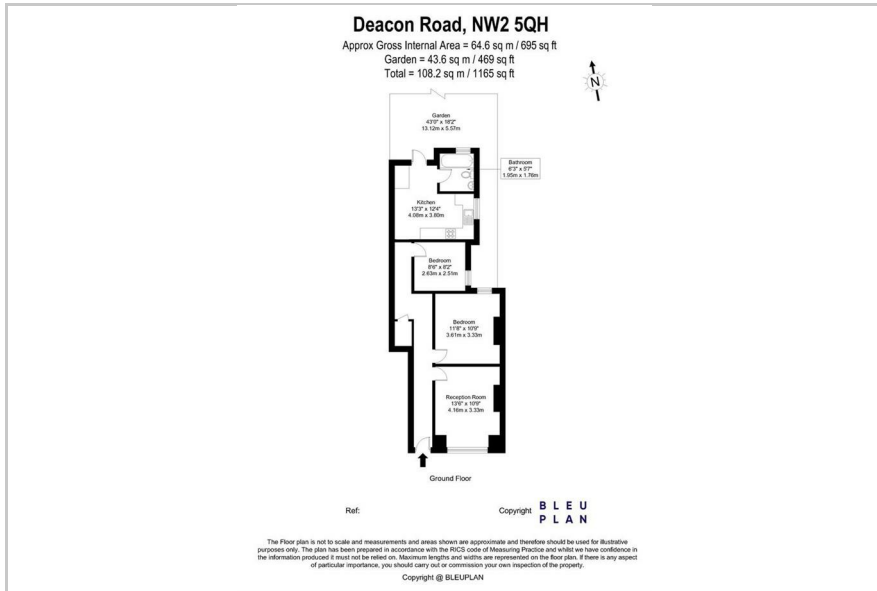 Deacon Road, NW2 5QH
Approx Gross Internal Area = 64.6 sq m / 695 sq ft
Garden = 43.6 sq m / 469 sq ft
Total = 108.2 sq m / 1165 sq ft
N
Garden
43'0" x 18'2"
13.12m x 5.57m
Bathroom
6'3" x 5'7"
1.95m x 1.76m
Kitchen
13'3" x 12'4"
4.06m x 3.80m
Bedroom
8'6" x 8'2"
2.63m x 2.51m
Bedroom
11'8" x 10'9"
3.61m x 3.33m
Reception Room
13'6" x 10'9"
4.16m x 3.33m
Ground Floor
Ref:
Copyright
BLEU
PLAN
The Floor plan is not to scale and measurements and areas shown are approximate and therefore should be used for illustrative
purposes only. The plan has been prepared in accordance with the RICS code of Measuring Practice and whilst we have confidence in
the information produced it must not be relied on. Maximum lengths and widths are represented on the floor plan. If there is any aspect
of particular importance, you should carry out or commission your own inspection of the property.
Copyright @ BLEUPLAN